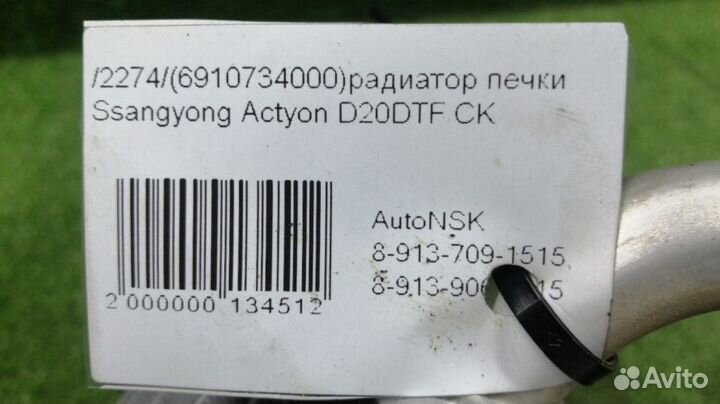 /2274/(6910734000)радиатор печки
Ssangyong Actyon D20DTF CK
AutoNSK
8-913-709-1515
2 000000 134512
Avito